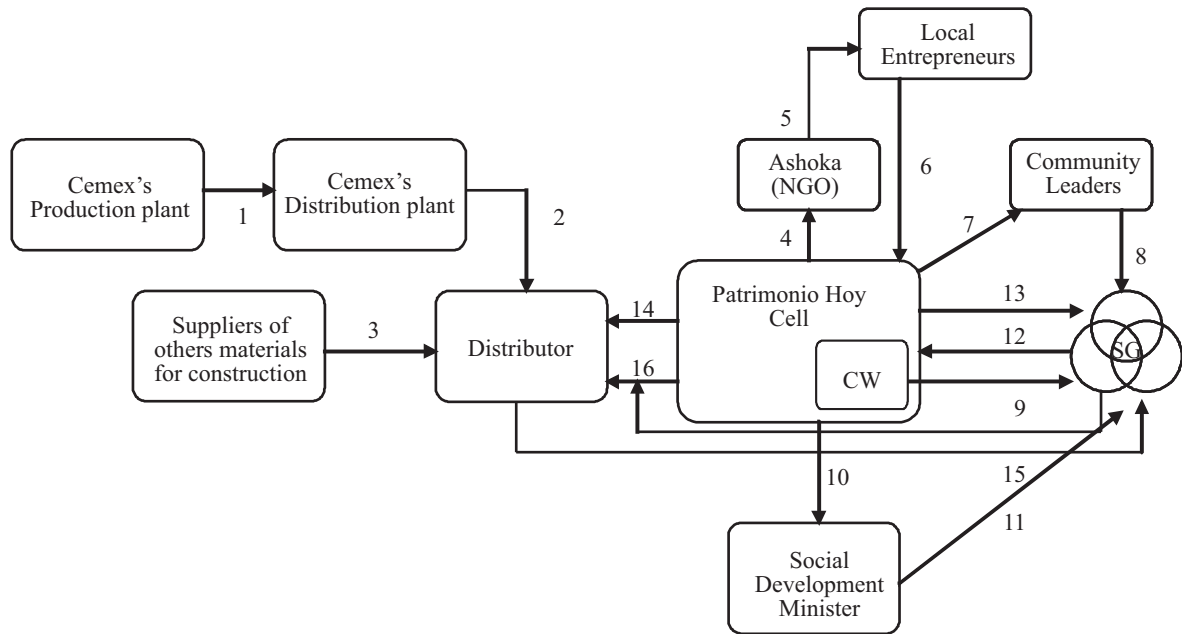 Local
Entrepreneurs
5
6
Cemex's
Production plant
1
Cemex's
Distribution plant
2
Ashoka
(NGO)
4
7
Community
Leaders
8
Suppliers of
others materials
for construction
3
Distributor
14
16
Patrimonio Hoy
Cell
CW
13
12
9
SG
10
15
11
Social
Development
Minister